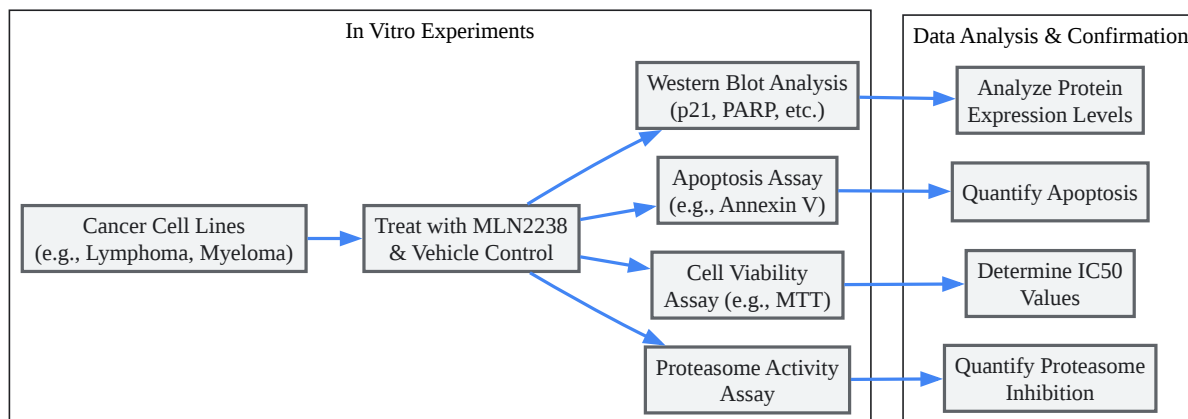 In Vitro Experiments
Data Analysis & Confirmation
Cancer Cell Lines
(e.g., Lymphoma, Myeloma)
Treat with MLN2238
& Vehicle Control
Western Blot Analysis
(p21, PARP, etc.)
Apoptosis Assay
(e.g., Annexin V)
Cell Viability
Assay (e.g., MTT)
Proteasome Activity
Assay
Analyze Protein
Expression Levels
Quantify Apoptosis
Determine IC50
Values
Quantify Proteasome
Inhibition